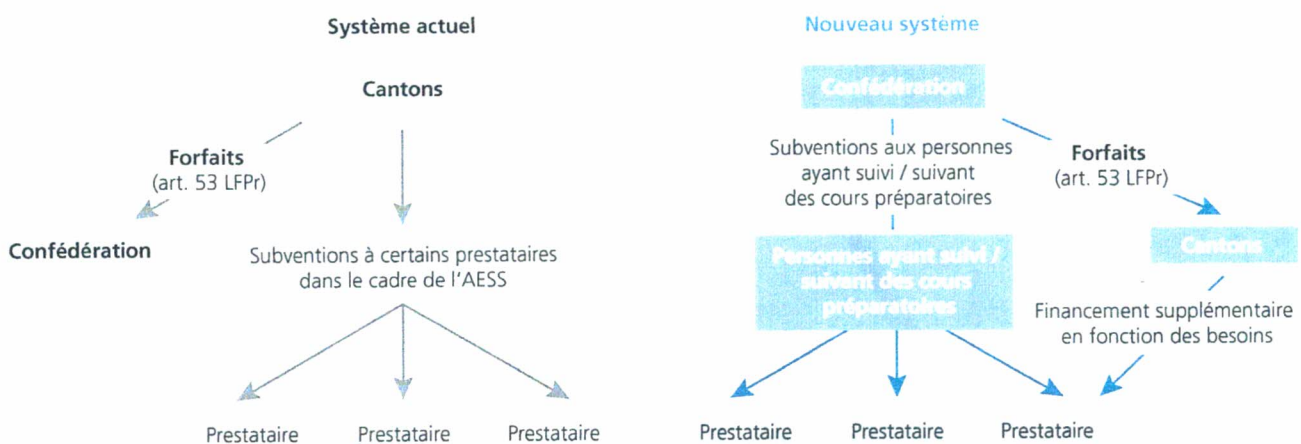 Système actuel
Cantons
Forfaits
(art. 53 LFPr)
Confédération
Subventions à certains prestataires
dans le cadre de l'AESS
Prestataire
Prestataire
Prestataire
Nouveau système
Confédération
Subventions aux personnes
ayant suivi / suivant
des cours préparatoires
Forfaits
(art. 53 LFPr)
Personnes ayant suivi /
suivant des cours
préparatoires
Cantons
Financement supplémentaire
en fonction des besoins
Prestataire
Prestataire
Prestataire